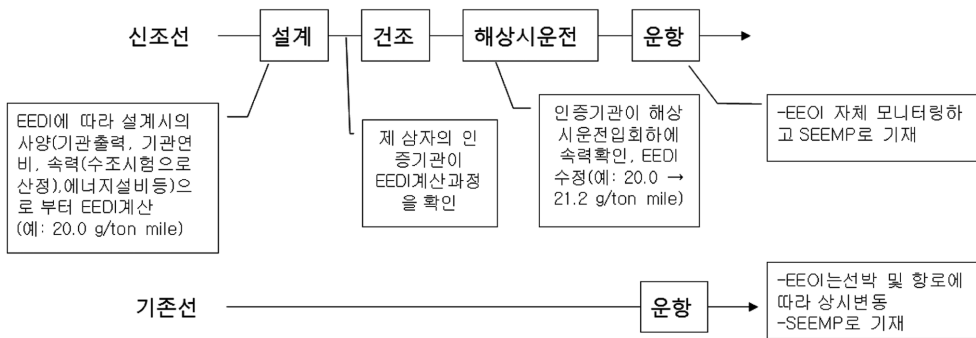 신조선
설계
건조
해상시운전
운항
EEDI에 따라 설계시의
사양(기관출력, 기관연
비, 속력(수조시험으로
산정),에너지설비등)으
로 부터 EEDI계산
(예: 20.0 g/ton mile)
제 삼자의 인
증기관이
EEDI계산과정
을 확인
인증기관이 해상
시운전입회하에
속력확인, EEDI
수정(예: 20.0 →
21.2 g/ton mile)
-EEOI 자체 모니터링하
고 SEEMP로 기재
기존선
운항
-EEOI는선박 및 항로에
따라 상시변동
-SEEMP로 기재